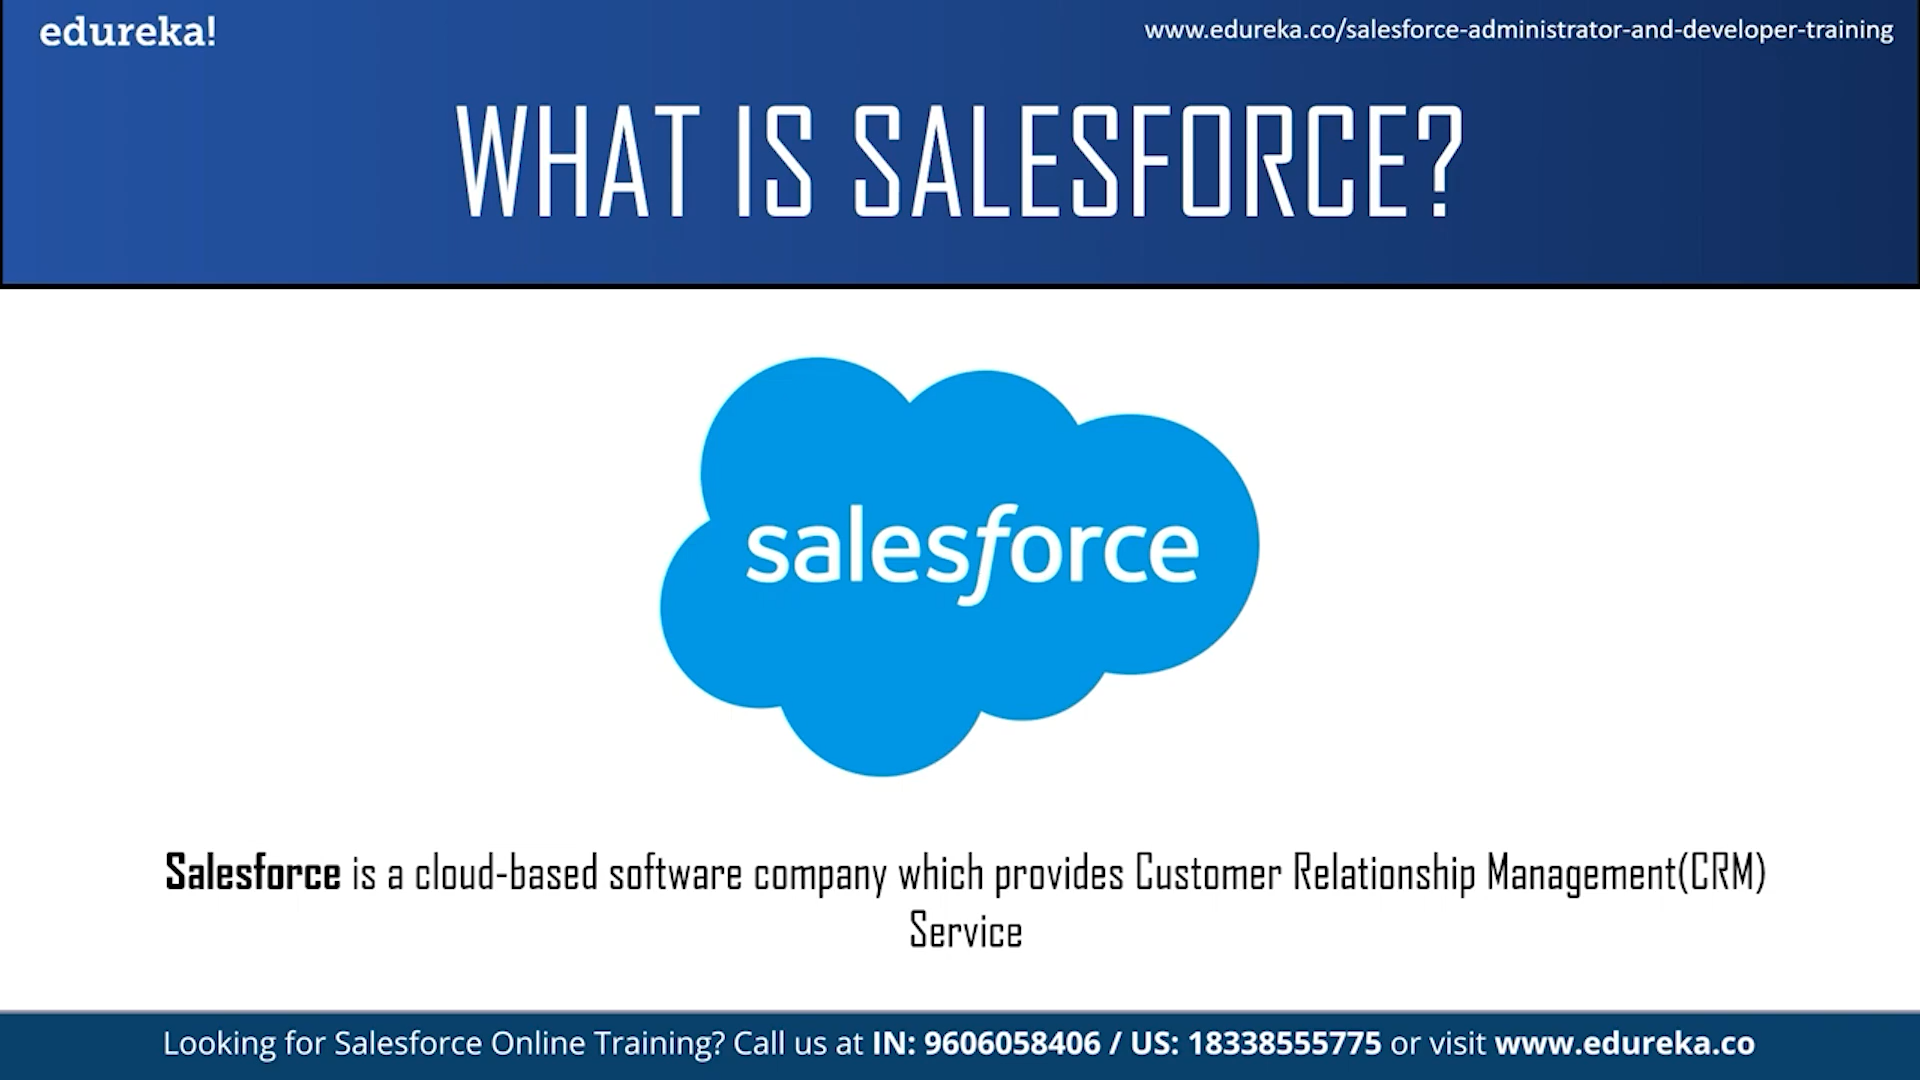 edureka!
www.edureka.co/salesforce-administrator-and-developer-training
WHAT IS SALESFORCE?
salesforce
Salesforce is a cloud-based software company which provides Customer Relationship Management(CRM)
Service
Looking for Salesforce Online Training? Call us at IN: 9606058406 / US: 18338555775 or visit www.edureka.co